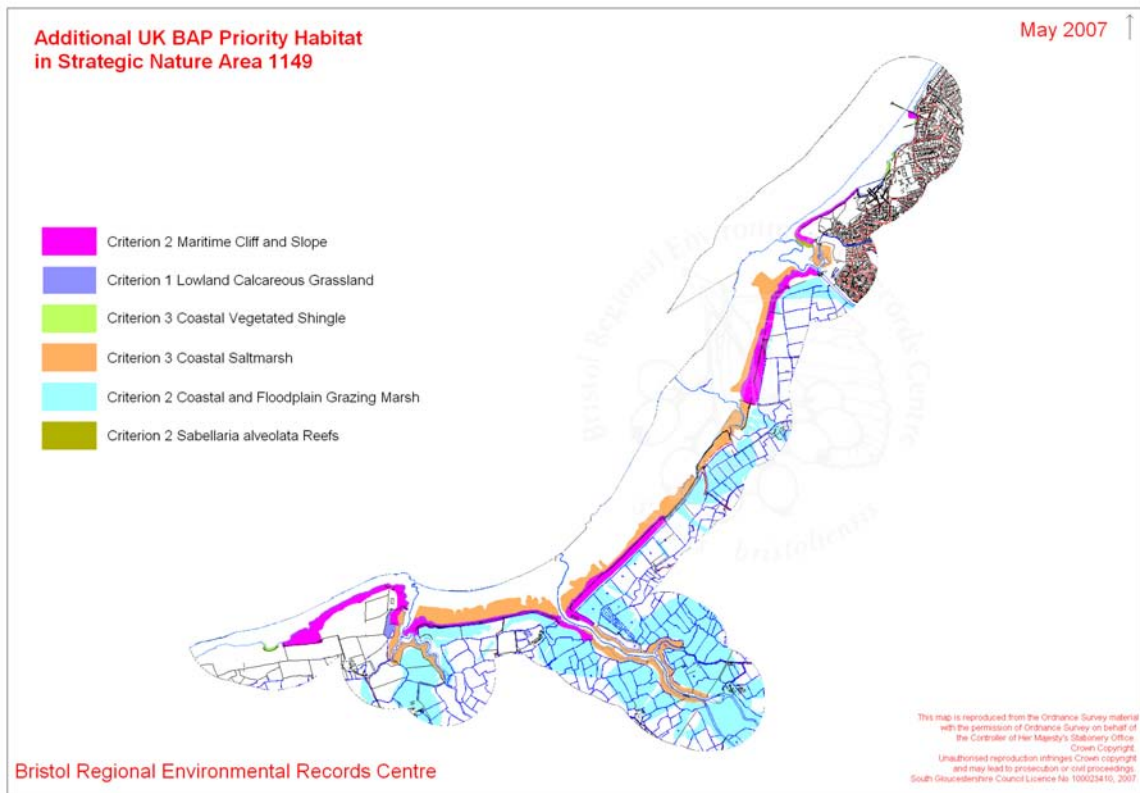 Additional UK BAP Priority Habitat
in Strategic Nature Area 1149
May 2007
Criterion 2 Maritime Cliff and Slope
Criterion 1 Lowland Calcareous Grassland
Criterion 3 Coastal Vegetated Shingle
Criterion 3 Coastal Saltmarsh
Criterion 2 Coastal and Floodplain Grazing Marsh
Criterion 2 Sabellaria alveolata Reefs
Bristol Regional Environmental Records Centre
This map is reproduced from the Ordnance Survey material
with the permission of Ordnance Survey on behalf of
the Controller of Her Majesty's Stationery Office.
Crown Copyright.
Unauthorised reproduction infringes Crown copyright
and may lead to prosecution or civil proceedings.
South Gloucestershire Council Licence No 100023410, 2007.